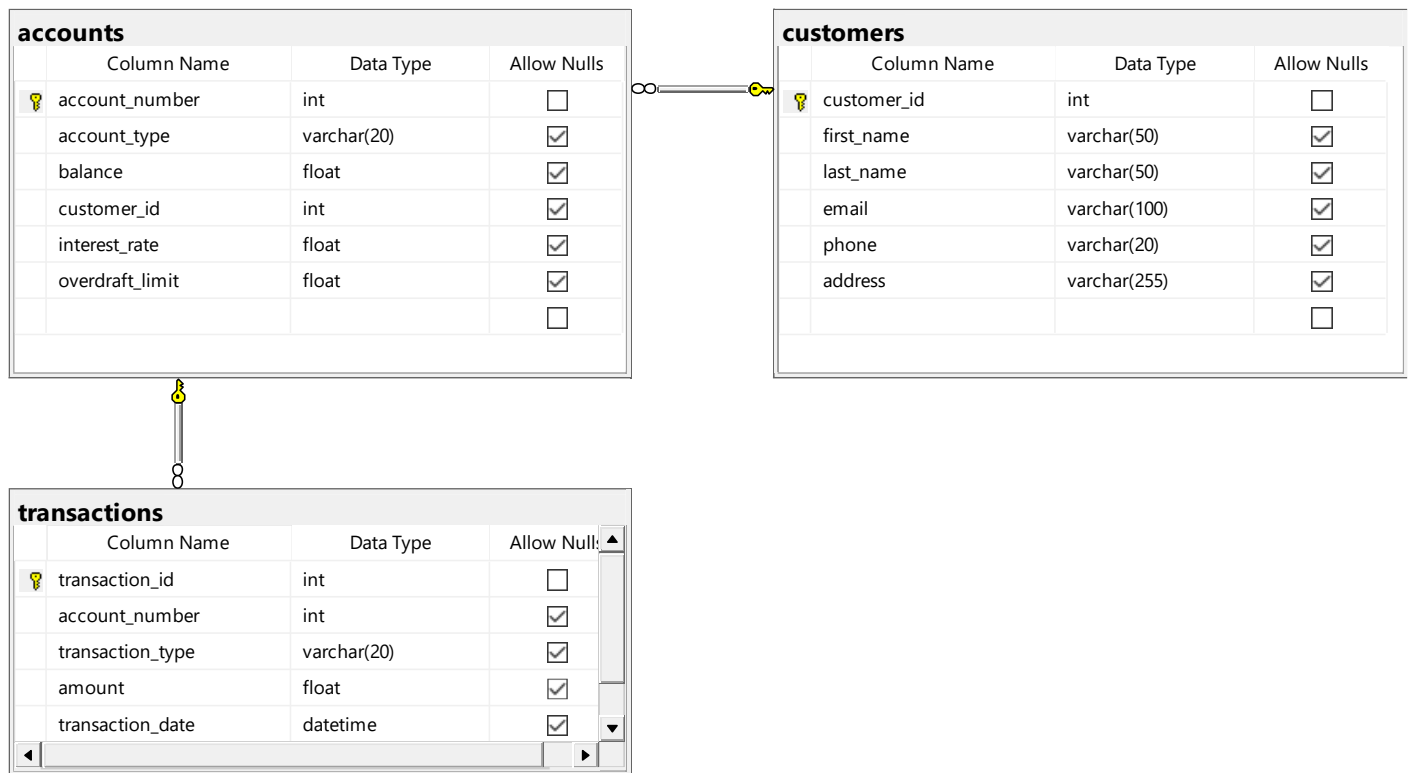 accounts
Column Name Data Type Allow Nulls
account_number int
account_type varchar(20)
balance float
customer_id int
interest_rate float
overdraft_limit float
customers
Column Name Data Type Allow Nulls
customer_id int
first_name varchar(50)
last_name varchar(50)
email varchar(100)
phone varchar(20)
address varchar(255)
transactions
Column Name Data Type Allow Nulls
transaction_id int
account_number int
transaction_type varchar(20)
amount float
transaction_date datetime